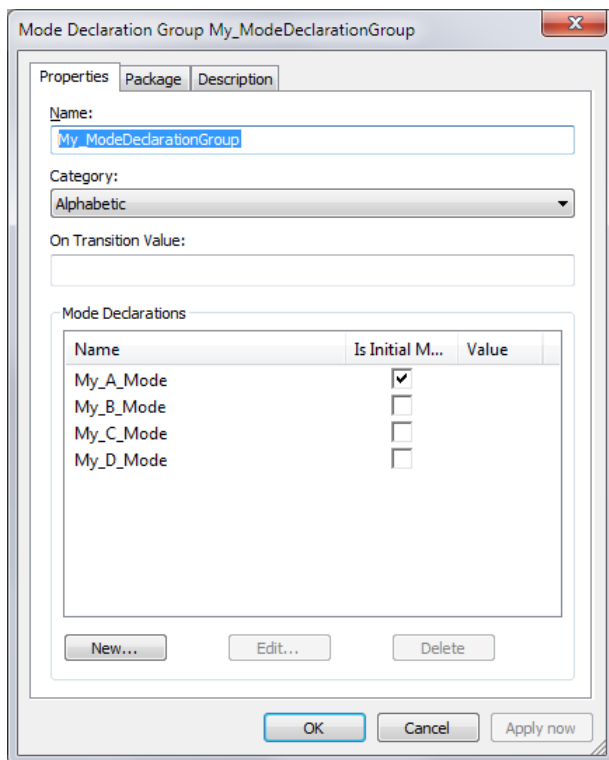 Mode Declaration Group My_ModeDeclarationGroup
Properties Package Description
Name:
My_ModeDeclarationGroup
Category:
Alphabetic
On Transition Value:
Mode Declarations
Name Is Initial M... Value
My_A_Mode
My_B_Mode
My_C_Mode
My_D_Mode
New... Edit... Delete
OK Cancel Apply now